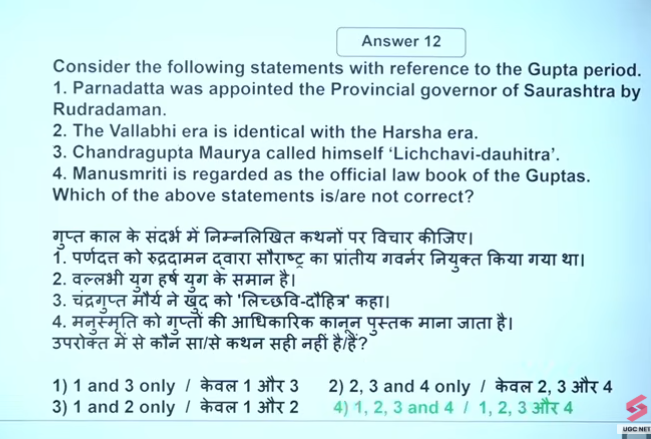 Answer 12
Consider the following statements with reference to the Gupta period.
1. Parnadatta was appointed the Provincial governor of Saurashtra by
Rudradaman.
2. The Vallabhi era is identical with the Harsha era.
3. Chandragupta Maurya called himself ‘Lichchavi-dauhitra’.
4. Manusmriti is regarded as the official law book of the Guptas.
Which of the above statements is/are not correct?
गुप्त काल के संदर्भ में निम्नलिखित कथनों पर विचार कीजिए।
1. पर्णदत्त को रुद्रदामन द्वारा सौराष्ट्र का प्रांतीय गवर्नर नियुक्त किया गया था।
2. वल्लभी युग हर्ष युग के समान है।
3. चंद्रगुप्त मौर्य ने खुद को 'लिच्छवि-दौहित्र' कहा।
4. मनुस्मृति को गुप्तों की आधिकारिक कानून पुस्तक माना जाता है।
उपरोक्त में से कौन सा/से कथन सही नहीं है/हैं?
1) 1 and 3 only / केवल 1 और 3 2) 2, 3 and 4 only / केवल 2, 3 और 4
3) 1 and 2 only / केवल 1 और 2 4) 1, 2, 3 and 4 / 1, 2, 3 और 4
UGC NET